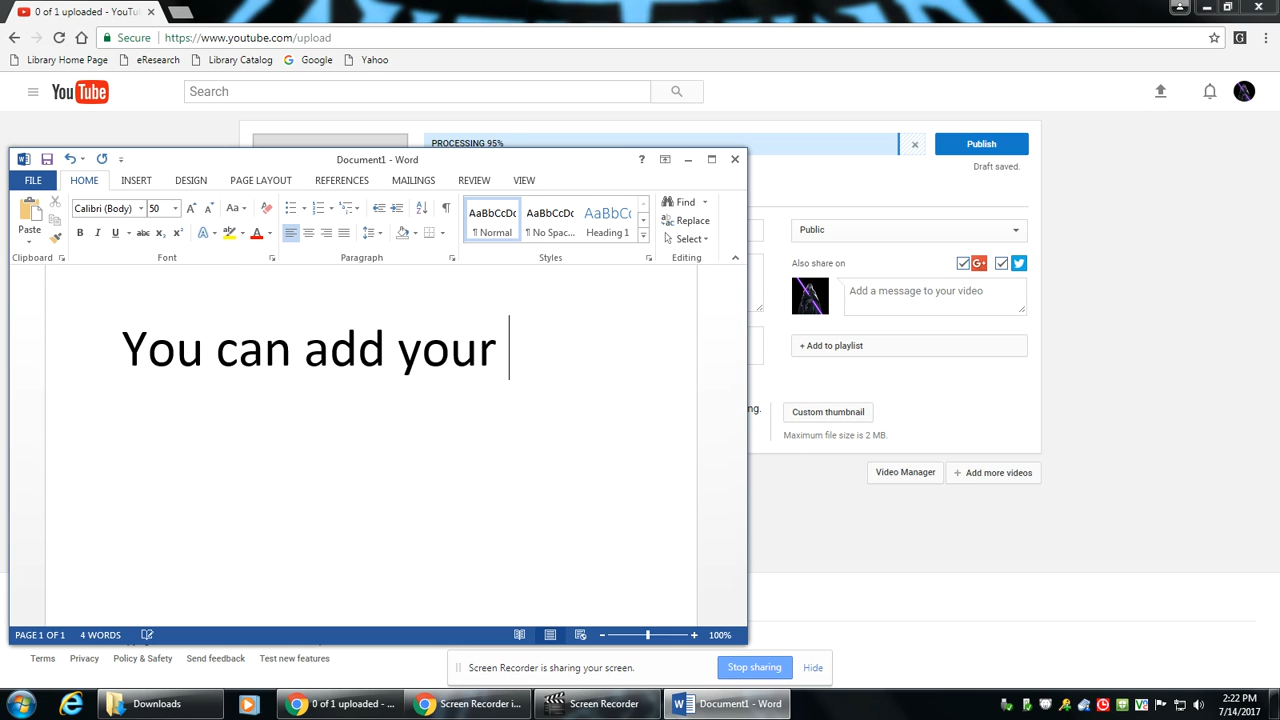 0 of 1 uploaded - YouTu
Secure https://www.youtube.com/upload
Library Home Page eResearch Library Catalog Google Yahoo
YouTube Search
PROCESSING 95% Publish
Draft saved.
Document1 - Word
FILE HOME INSERT DESIGN PAGE LAYOUT REFERENCES MAILINGS REVIEW VIEW
Calibri (Body) 50 Aa AaBbCcDc AaBbCcDc AaBbC( Find
Paste Replace
B I U abc x₂ x² A A ¶ Normal ¶ No Spac... Heading 1 Select
Clipboard Font Paragraph Styles Editing
Public
Also share on
Add a message to your video
+ Add to playlist
You can add your
ng. Custom thumbnail
Maximum file size is 2 MB.
Video Manager + Add more videos
PAGE 1 OF 1 4 WORDS 100%
Terms Privacy Policy & Safety Send feedback Test new features
Screen Recorder is sharing your screen. Stop sharing Hide
Downloads 0 of 1 uploaded - ... Screen Recorder i... Screen Recorder Document1 - Word
2:22 PM
7/14/2017